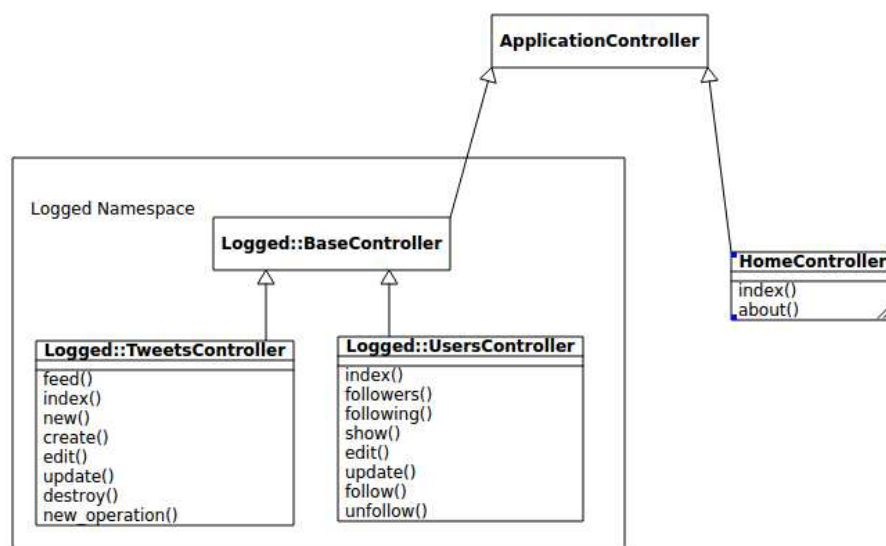 ApplicationController
Logged Namespace
Logged::BaseController
HomeController
index()
about()
Logged::TweetsController
feed()
index()
new()
create()
edit()
update()
destroy()
new_operation()
Logged::UsersController
index()
followers()
following()
show()
edit()
update()
follow()
unfollow()